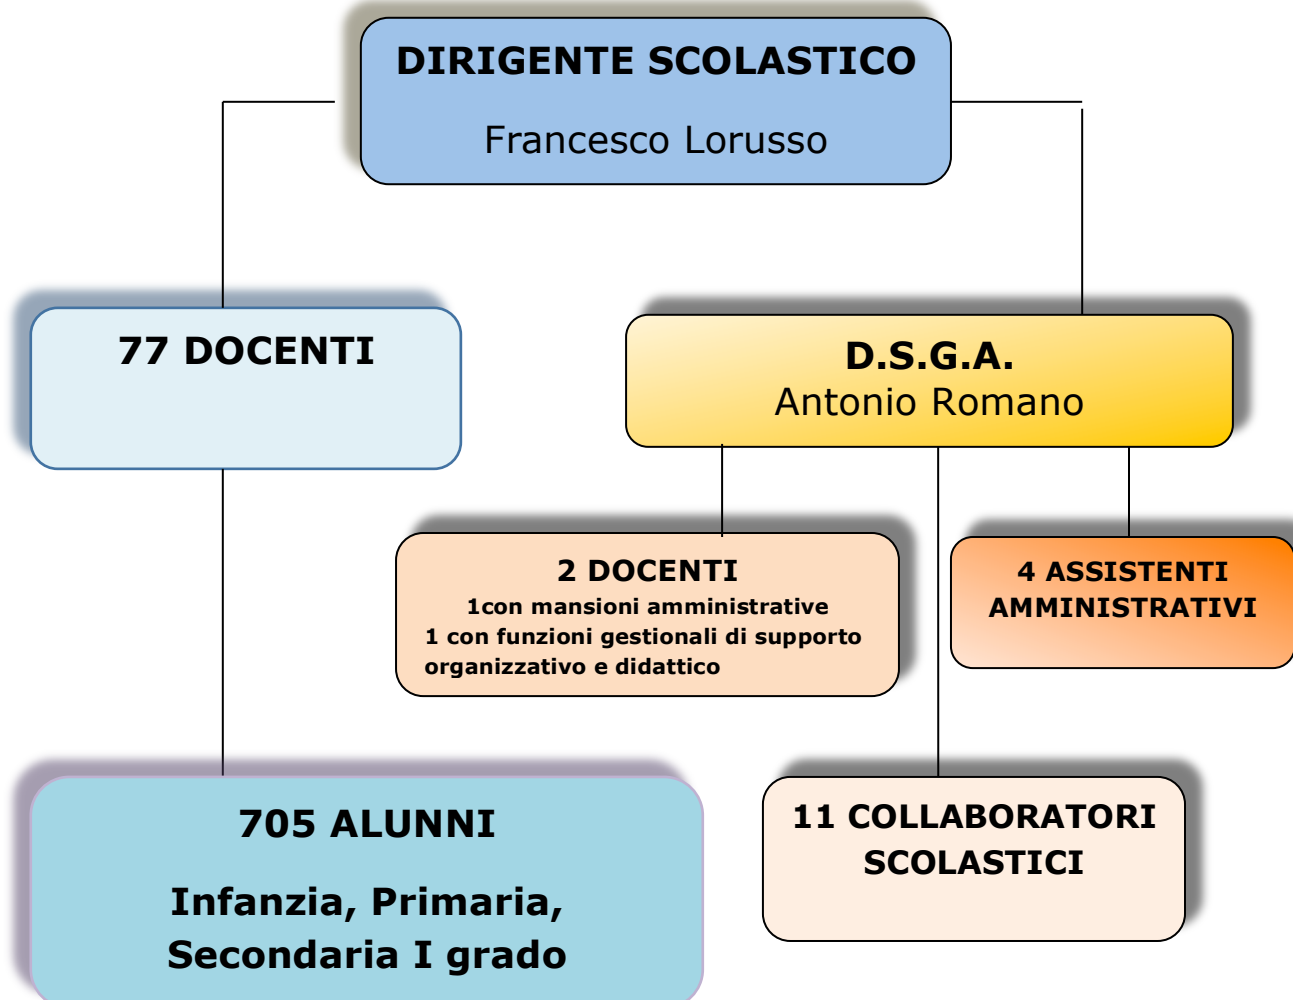 DIRIGENTE SCOLASTICO
Francesco Lorusso
77 DOCENTI
D.S.G.A.
Antonio Romano
2 DOCENTI
1con mansioni amministrative
1 con funzioni gestionali di supporto
organizzativo e didattico
4 ASSISTENTI
AMMINISTRATIVI
705 ALUNNI
Infanzia, Primaria,
Secondaria I grado
11 COLLABORATORI
SCOLASTICI